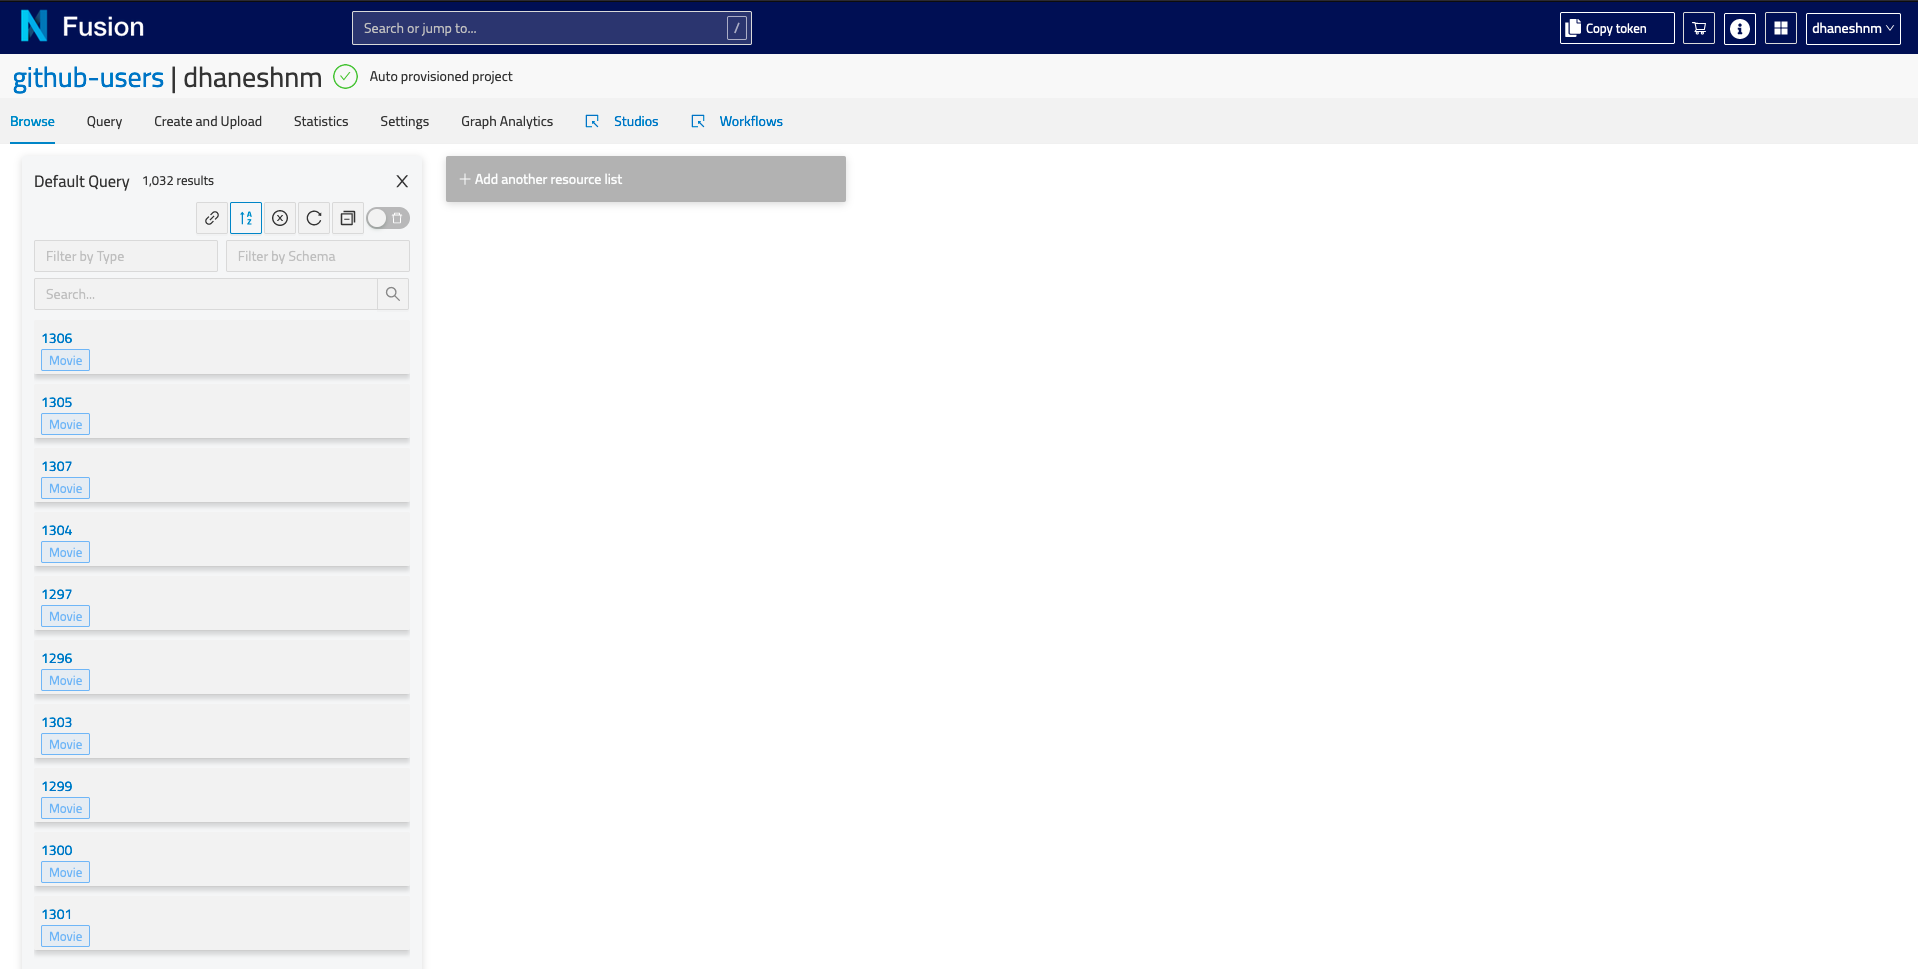 Fusion
Search or jump to...
/
Copy token
dhaneshnm
github-users | dhaneshnm
Auto provisioned project
Browse
Query
Create and Upload
Statistics
Settings
Graph Analytics
Studios
Workflows
Default Query 1,032 results
Filter by Type
Filter by Schema
Search...
1306
Movie
1305
Movie
1307
Movie
1304
Movie
1297
Movie
1296
Movie
1303
Movie
1299
Movie
1300
Movie
1301
Movie
+ Add another resource list